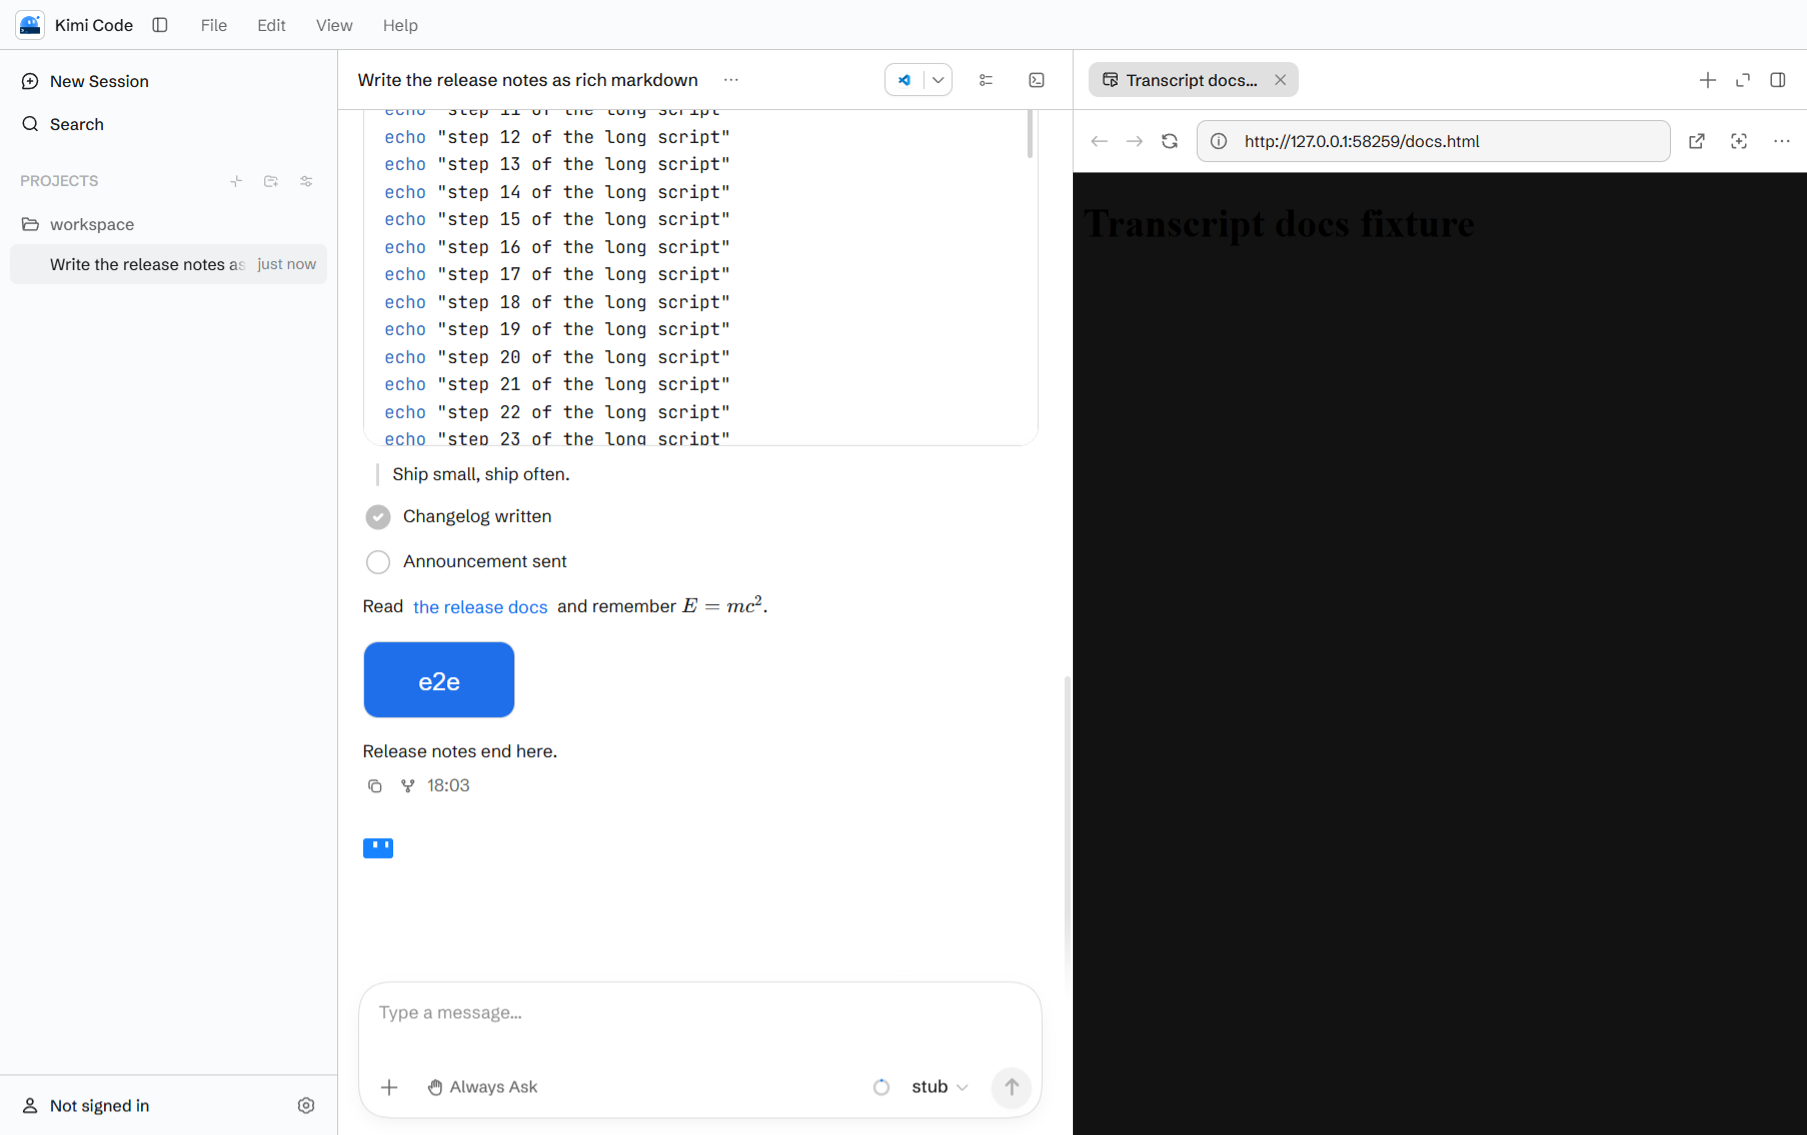 Kimi Code File Edit View Help
New Session
Search
PROJECTS
workspace
Write the release notes as just now
Not signed in
Write the release notes as rich markdown
echo "step 11 of the long script"
echo "step 12 of the long script"
echo "step 13 of the long script"
echo "step 14 of the long script"
echo "step 15 of the long script"
echo "step 16 of the long script"
echo "step 17 of the long script"
echo "step 18 of the long script"
echo "step 19 of the long script"
echo "step 20 of the long script"
echo "step 21 of the long script"
echo "step 22 of the long script"
echo "step 23 of the long script"
Ship small, ship often.
Changelog written
Announcement sent
Read the release docs and remember E = mc².
e2e
Release notes end here.
18:03
Type a message...
Always Ask stub
Transcript docs...
http://127.0.0.1:58259/docs.html
Transcript docs fixture